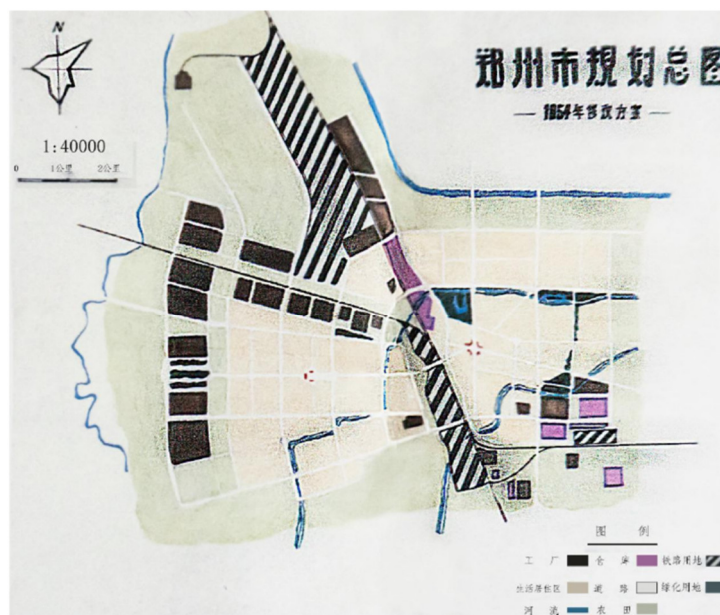 N
郑州市规划总图
1954年修改方案
1:40000
0 1公里 2公里
图 例
工 厂 仓 库 铁路用地
生活居住区 道 路 绿化用地
河 流 农 田